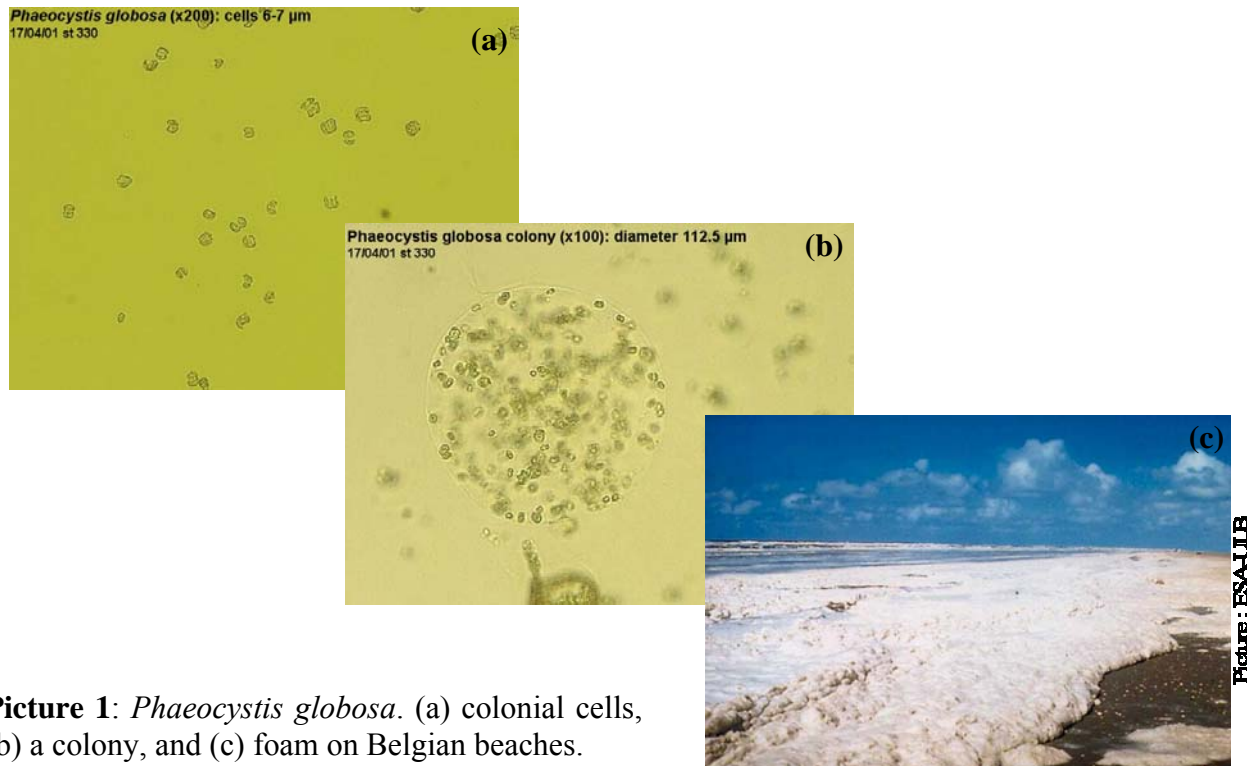 Phaeocystis globosa (x200): cells 6-7 µm
17/04/01 st 330
(a)
Phaeocystis globosa colony (x100): diameter 112.5 µm
17/04/01 st 330
(b)
(c)
Picture : ESA-ULB
Picture 1: Phaeocystis globosa. (a) colonial cells,
b) a colony, and (c) foam on Belgian beaches.